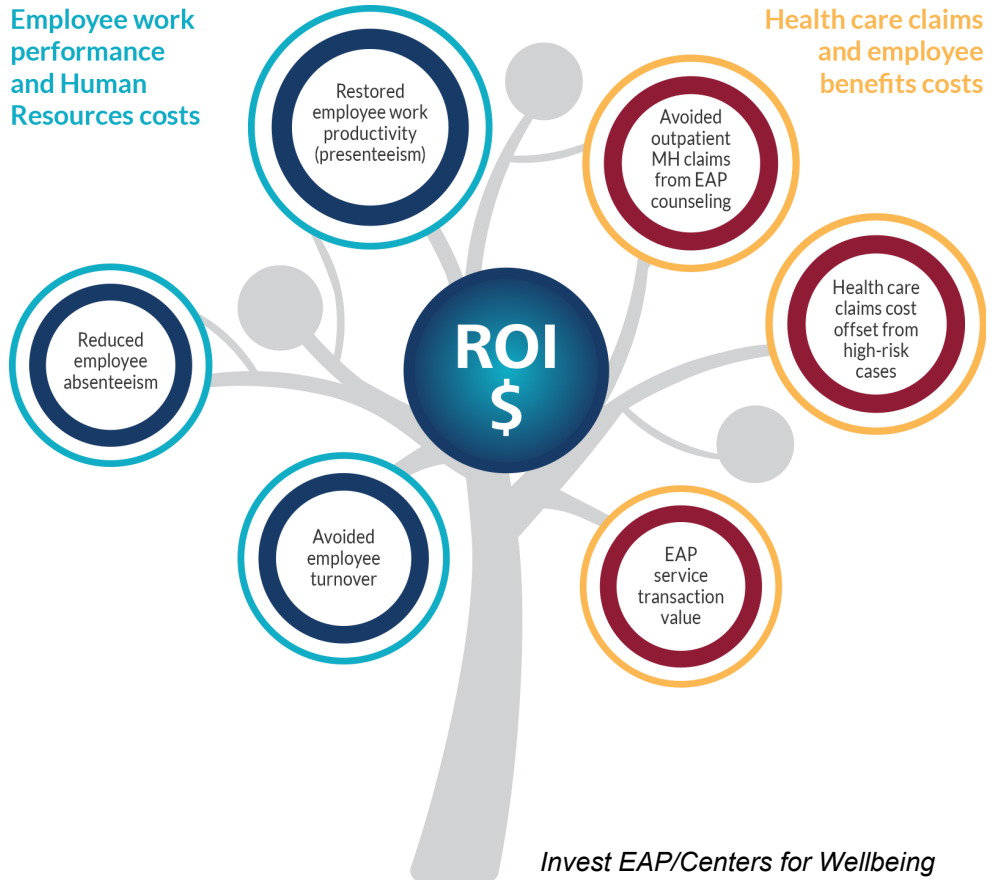 Employee work
performance
and Human
Resources costs
Health care claims
and employee
benefits costs
Restored
employee work
productivity
(presenteeism)
Avoided
outpatient
MH claims
from EAP
counseling
Reduced
employee
absenteeism
ROI
$
Health care
claims cost
offset from
high-risk
cases
Avoided
employee
turnover
EAP
service
transaction
value
Invest EAP/Centers for Wellbeing